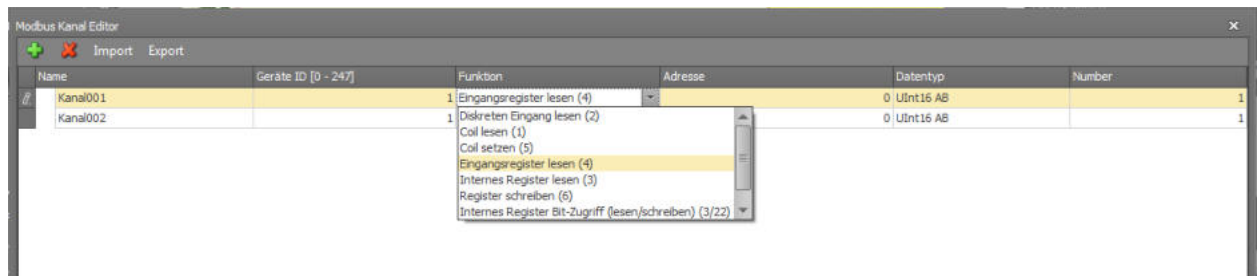 Modbus Kanal Editor
Import Export
Name Geräte ID [0 - 247] Funktion Adresse Datentyp Number
Kanal001 1 Eingangsregister lesen (4) 0 UInt16 AB 1
Kanal002 1 0 UInt16 AB 1
Diskreten Eingang lesen (2)
Coil lesen (1)
Coil setzen (5)
Eingangsregister lesen (4)
Internes Register lesen (3)
Register schreiben (6)
Internes Register Bit-Zugriff (lesen/schreiben) (3/22)